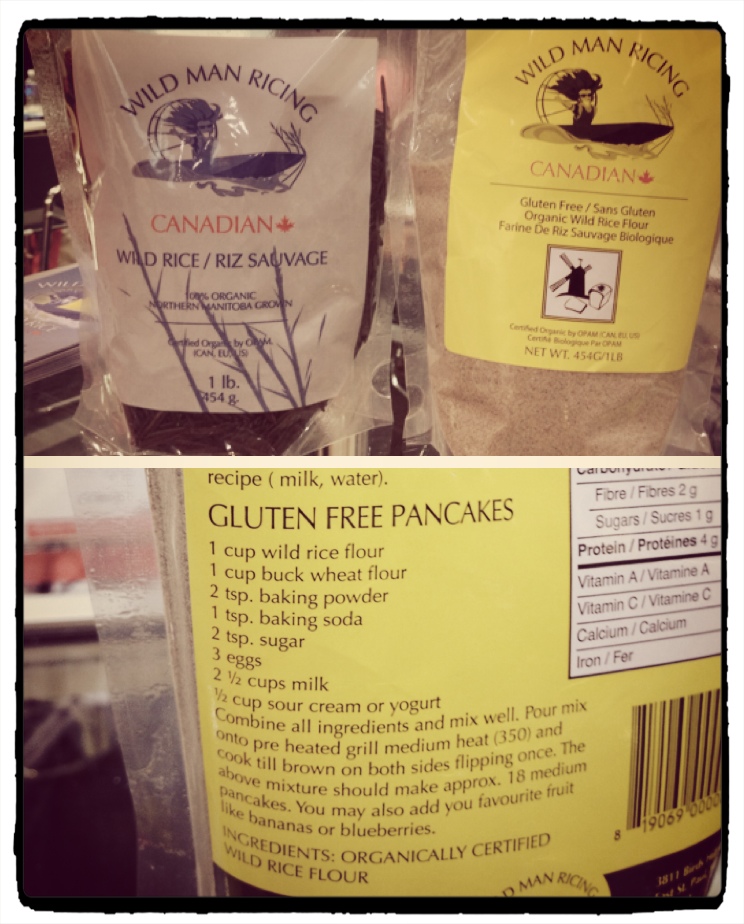 WILD MAN RICING
CANADIAN
WILD RICE / RIZ SAUVAGE
100% ORGANIC
NORTHERN MANITOBA GROWN
Certified Organic by OPAM
(CAN, EU, US)
1 lb.
454 g.
WILD MAN RICING
CANADIAN
Gluten Free / Sans Gluten
Organic Wild Rice Flour
Farine De Riz Sauvage Biologique
Certified Organic by OPAM (CAN, EU, US)
Certifié Biologique Par OPAM
NET WT. 454G/1LB
recipe ( milk, water).
GLUTEN FREE PANCAKES
1 cup wild rice flour
1 cup buck wheat flour
2 tsp. baking powder
1 tsp. baking soda
2 tsp. sugar
3 eggs
2 ½ cups milk
½ cup sour cream or yogurt
Combine all ingredients and mix well. Pour mix
onto pre heated grill medium heat (350) and
cook till brown on both sides flipping once. The
above mixture should make approx. 18 medium
pancakes. You may also add you favourite fruit
like bananas or blueberries.
INGREDIENTS: ORGANICALLY CERTIFIED
WILD RICE FLOUR
Fibre / Fibres 2 g
Sugars / Sucres 1 g
Protein / Protéines 4 g
Vitamin A / Vitamine A
Vitamin C / Vitamine C
Calcium / Calcium
Iron / Fer
8 19069 0000
D MAN RICING
3811 Birds
St. Paul